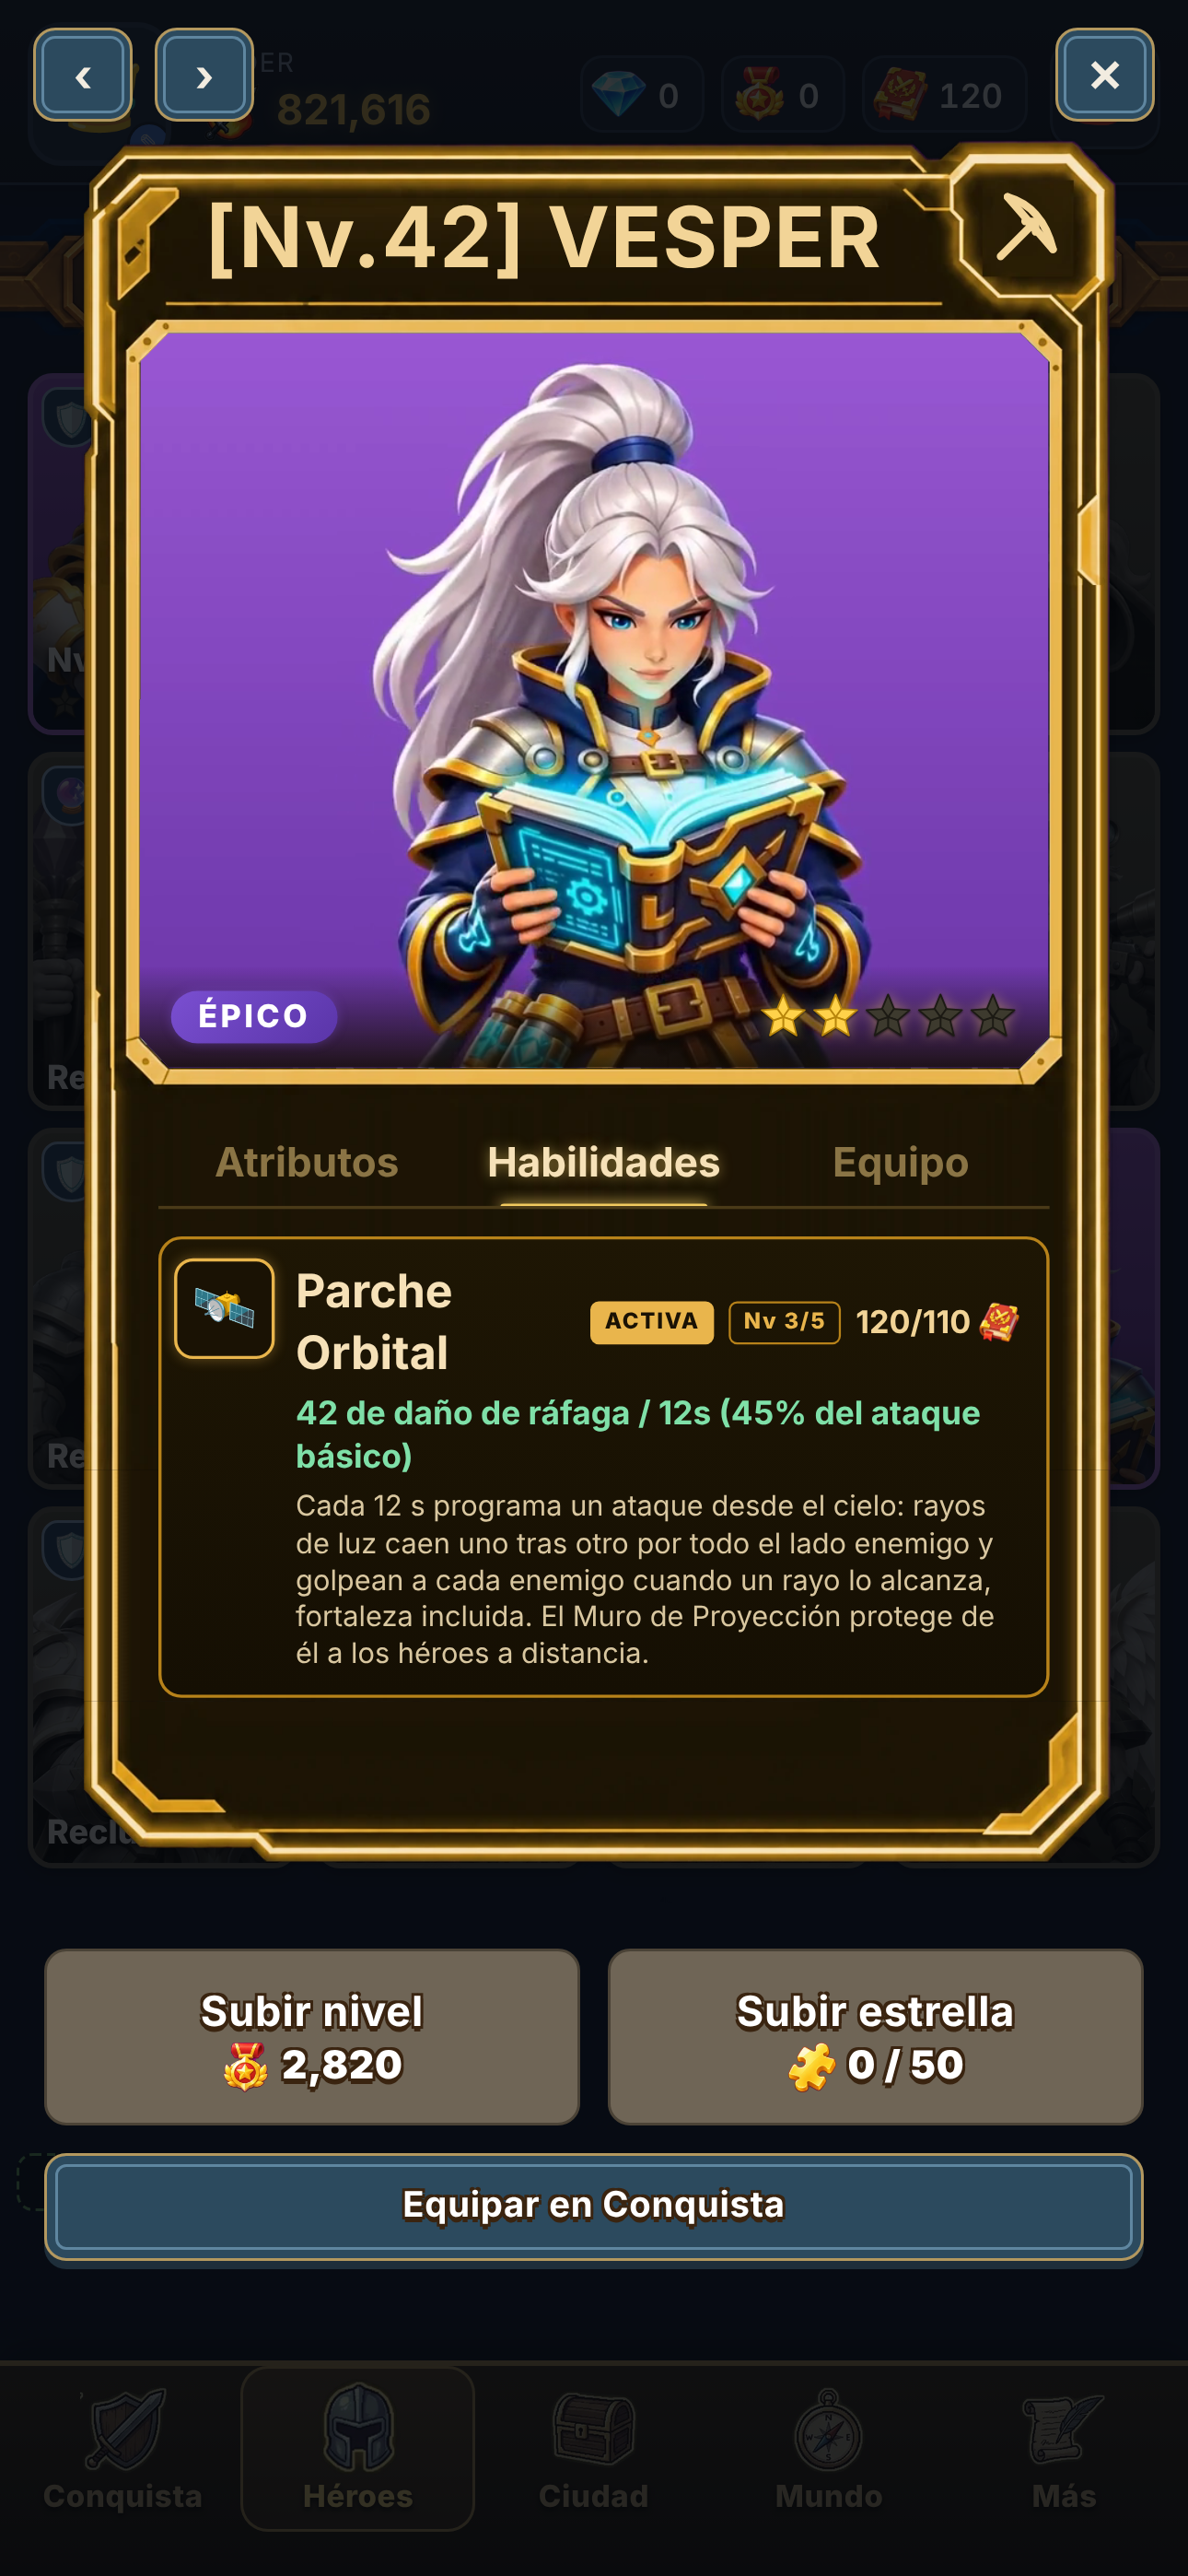 821,616
0
0
120
[Nv.42] VESPER
ÉPICO
Atributos
Habilidades
Equipo
Parche
Orbital
ACTIVA
Nv 3/5
120/110
42 de daño de ráfaga / 12s (45% del ataque
básico)
Cada 12 s programa un ataque desde el cielo: rayos
de luz caen uno tras otro por todo el lado enemigo y
golpean a cada enemigo cuando un rayo lo alcanza,
fortaleza incluida. El Muro de Proyección protege de
él a los héroes a distancia.
Subir nivel
2,820
Subir estrella
0 / 50
Equipar en Conquista
Conquista
Héroes
Ciudad
Mundo
Más